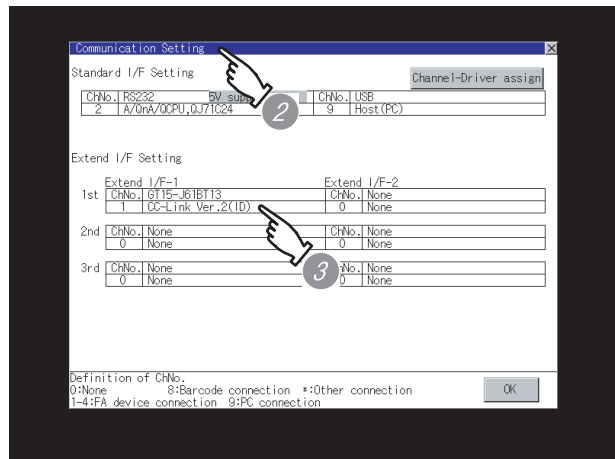 Communication Setting
Standard I/F Setting
Channel-Driver assign
ChNo. RS232 5V ChNo. USB
2 A/QnA/QCPU,QJ71C24 9 Host(PC)
2
Extend I/F Setting
Extend I/F-1 Extend I/F-2
1st ChNo. GT15-J61BT13 ChNo. None
1 CC-Link Ver.2(ID) 0 None
2nd ChNo. None ChNo. None
0 None 0 None
3rd ChNo. None None
0 None 0 None
3
Definition of ChNo.
0:None 8:Barcode connection *:Other connection
1-4:FA device connection 9:PC connection
OK